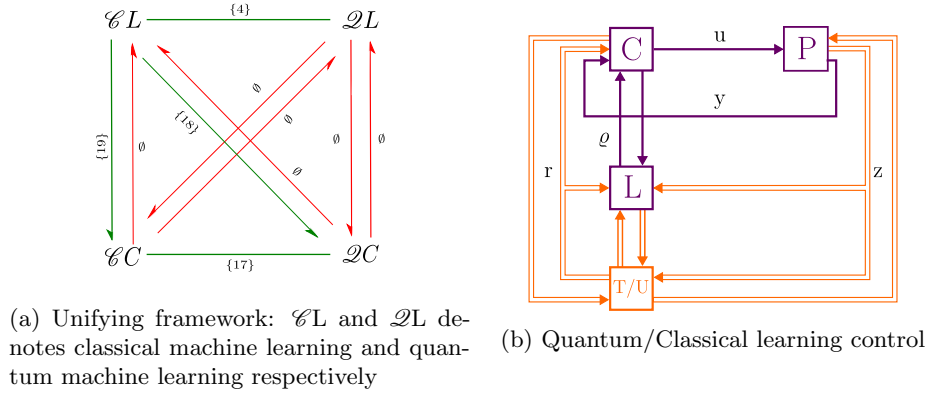 𝒞L {4} 𝒬L
{19} ∅ {18} ∅ ∅ ∅ ∅
𝒞C {17} 𝒬C
(a) Unifying framework: 𝒞L and 𝒬L de-
notes classical machine learning and quan-
tum machine learning respectively
C u P
y
ϱ
r L z
T/U
(b) Quantum/Classical learning control